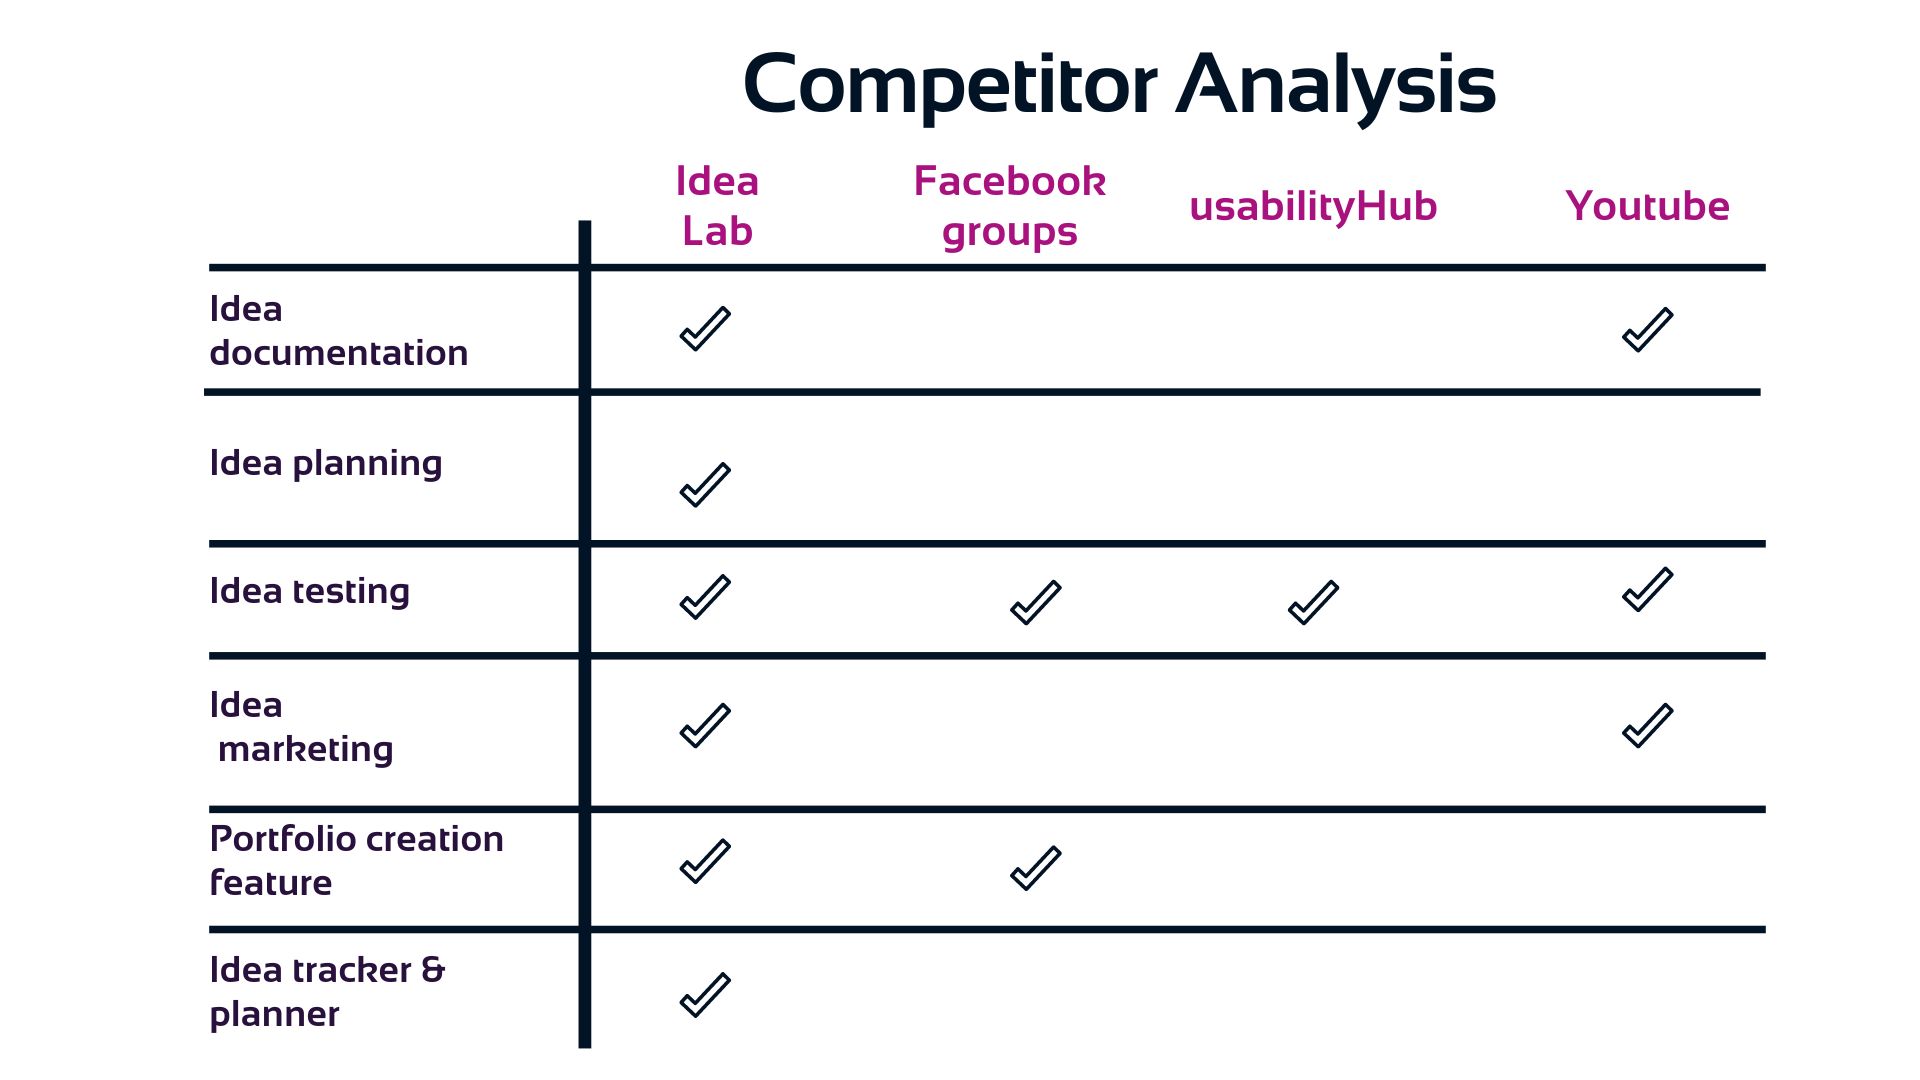 Competitor Analysis
Idea
Lab
Facebook
groups
usabilityHub
Youtube
Idea
documentation
Idea planning
Idea testing
Idea
marketing
Portfolio creation
feature
Idea tracker &
planner